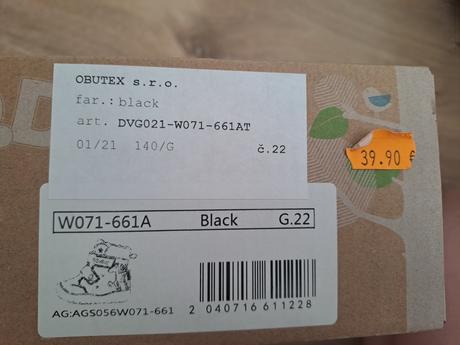 OBUTEX s.r.o.
far.: black
art. DVG021-W071-661AT
01/21 140/G č.22
39.90 €
W071-661A Black G.22
AG:AGS056W071-661
2 040716 611228